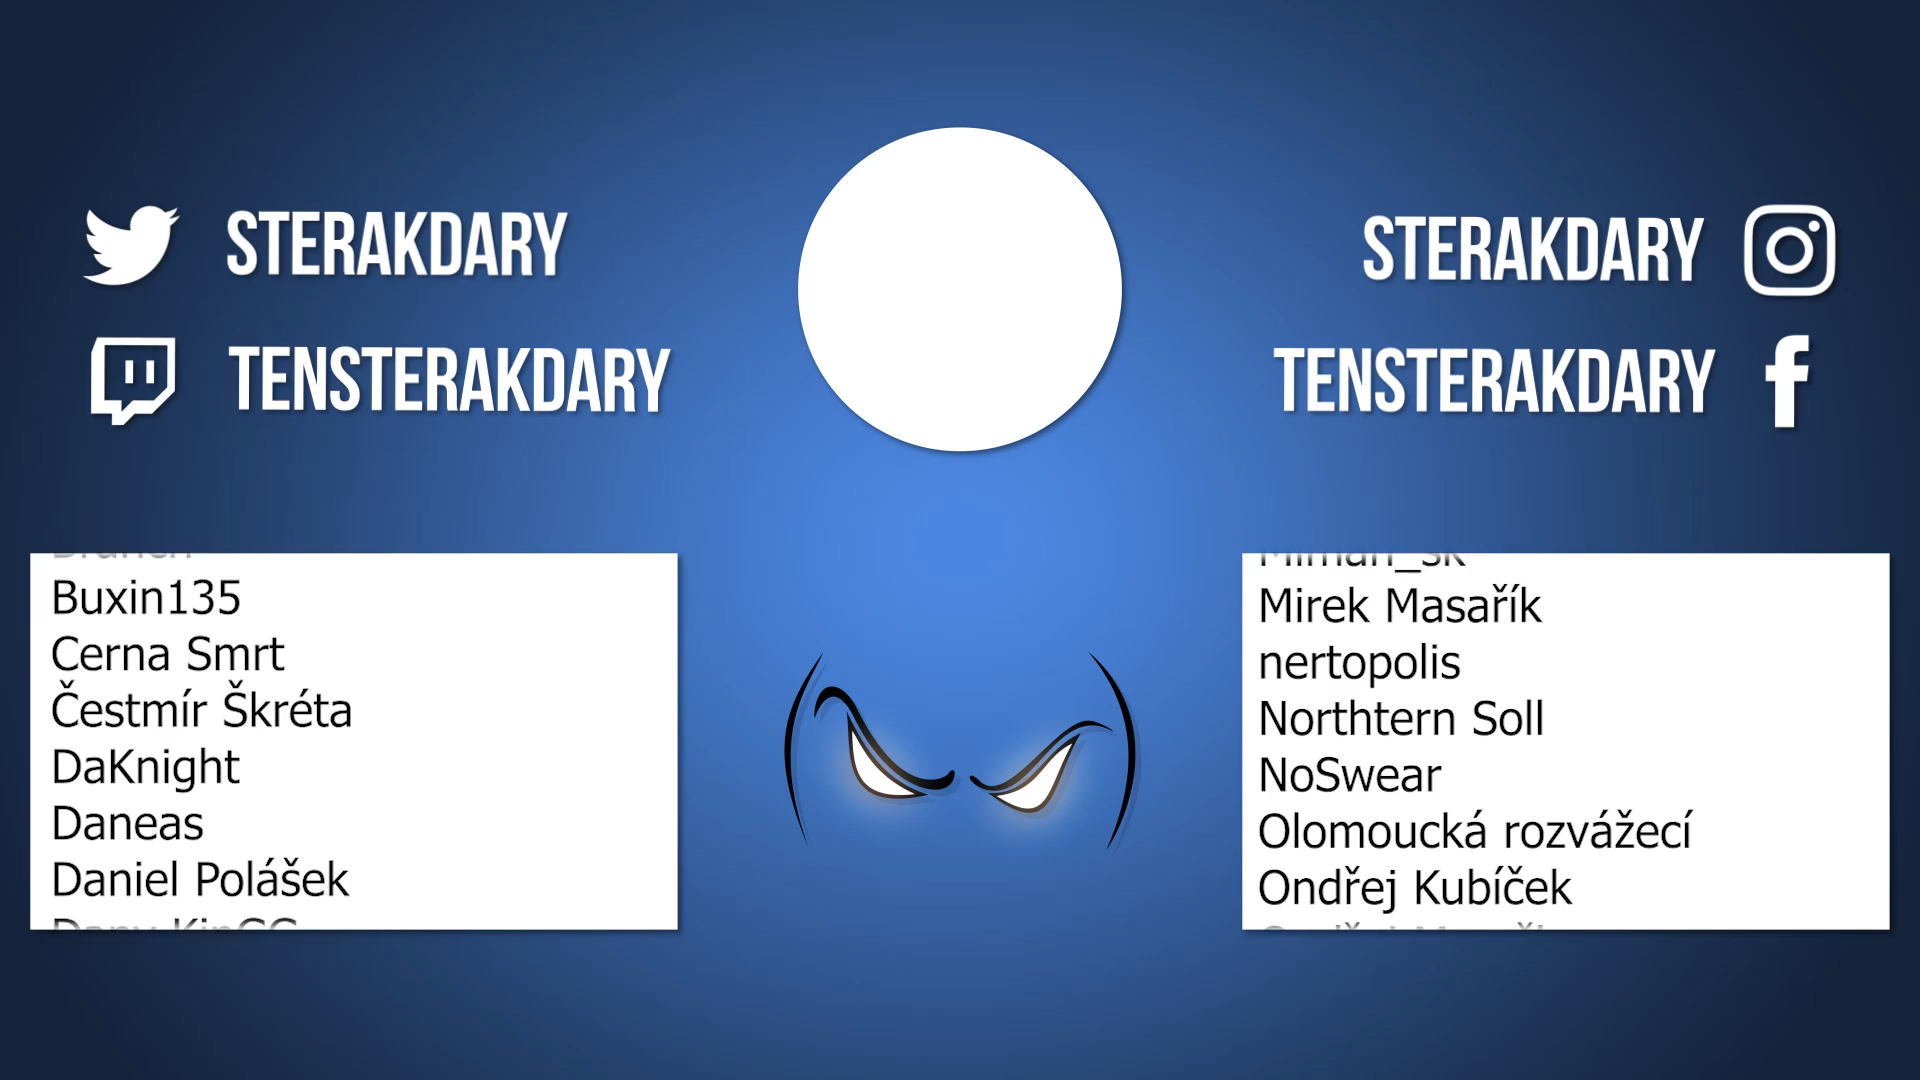 STERAKDARY
TENSTERAKDARY
STERAKDARY
TENSTERAKDARY
Buxin135
Cerna Smrt
Čestmír Škréta
DaKnight
Daneas
Daniel Polášek
Mirek Masařík
nertopolis
Northtern Soll
NoSwear
Olomoucká rozvážecí
Ondřej Kubíček